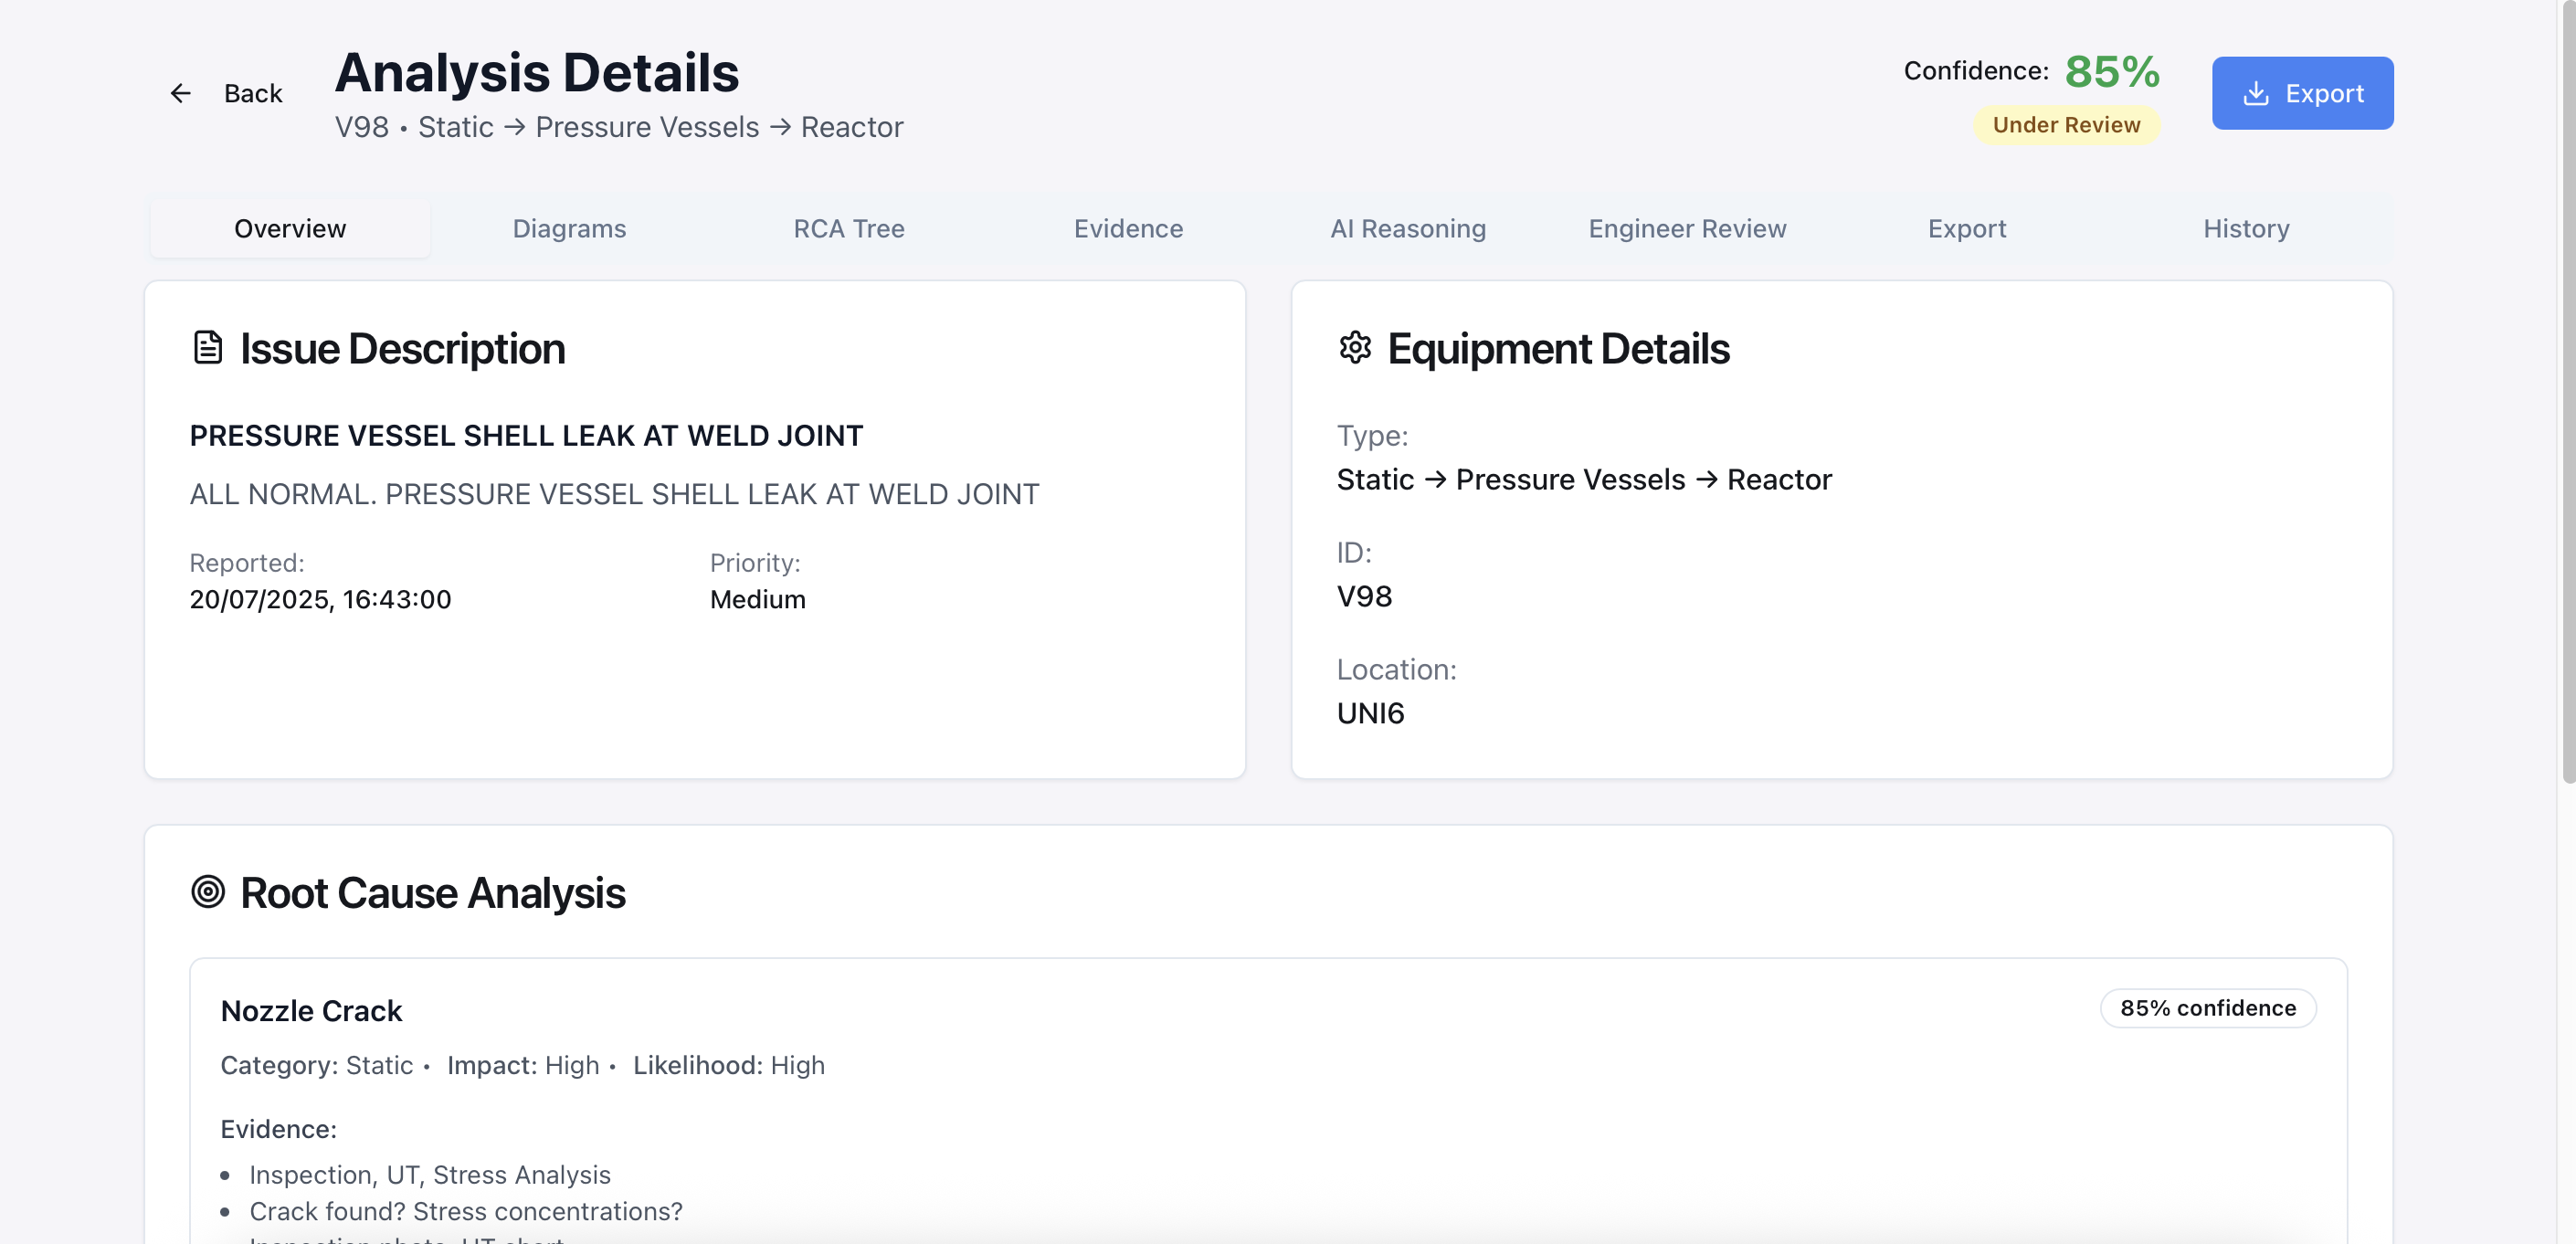 Back
Analysis Details
V98 • Static → Pressure Vessels → Reactor
Confidence: 85%
Under Review
Export
Overview
Diagrams
RCA Tree
Evidence
AI Reasoning
Engineer Review
Export
History
Issue Description
PRESSURE VESSEL SHELL LEAK AT WELD JOINT
ALL NORMAL. PRESSURE VESSEL SHELL LEAK AT WELD JOINT
Reported:
20/07/2025, 16:43:00
Priority:
Medium
Equipment Details
Type:
Static → Pressure Vessels → Reactor
ID:
V98
Location:
UNI6
Root Cause Analysis
Nozzle Crack
85% confidence
Category: Static • Impact: High • Likelihood: High
Evidence:
• Inspection, UT, Stress Analysis
• Crack found? Stress concentrations?